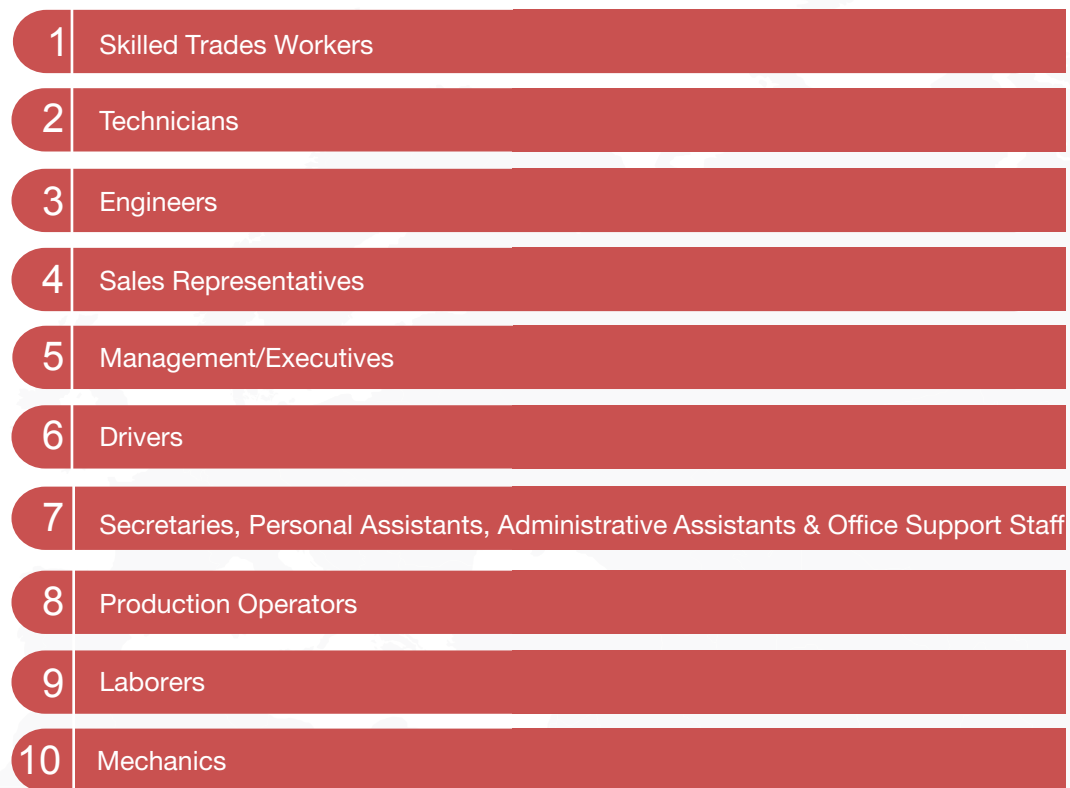 1 Skilled Trades Workers
2 Technicians
3 Engineers
4 Sales Representatives
5 Management/Executives
6 Drivers
7 Secretaries, Personal Assistants, Administrative Assistants & Office Support Staff
8 Production Operators
9 Laborers
10 Mechanics